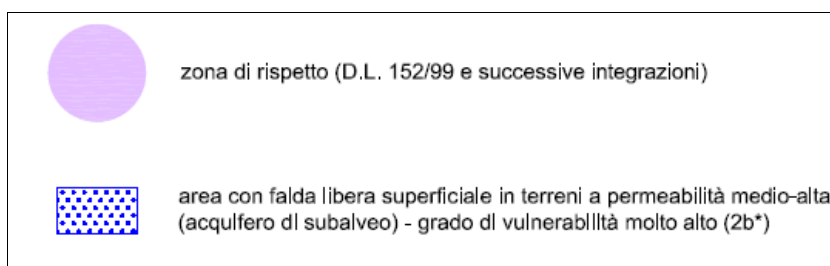 zona di rispetto (D.L. 152/99 e successive integrazioni)
area con falda libera superficiale in terreni a permeabilità medio-alta
(acquifero di subalveo) - grado di vulnerabilità molto alto (2b*)